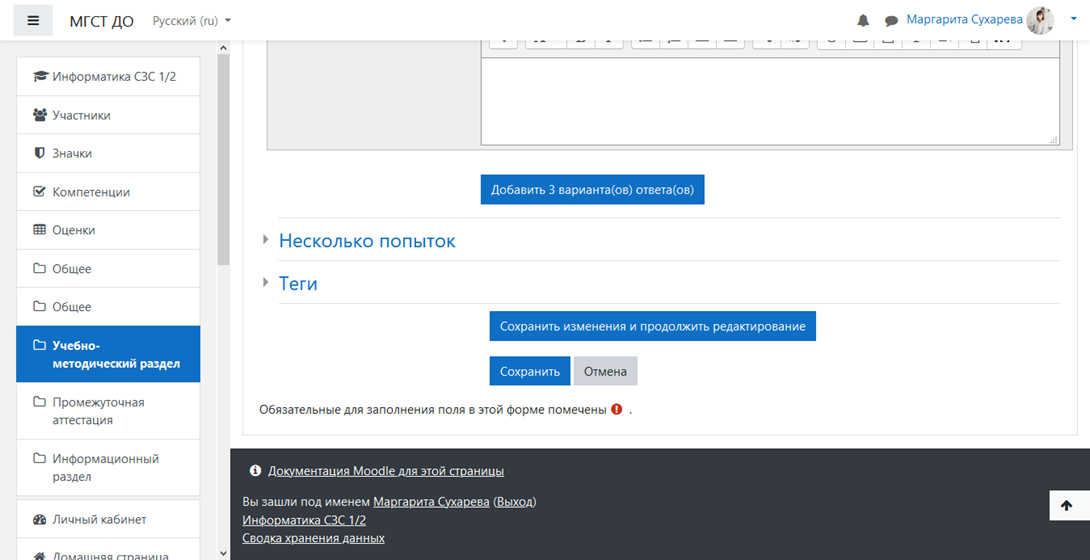 МГСТ ДО
Русский (ru)
Маргарита Сухарева
Информатика СЗС 1/2
Участники
Значки
Компетенции
Оценки
Общее
Общее
Учебно-
методический раздел
Промежуточная
аттестация
Информационный
раздел
Личный кабинет
Домашняя страница
Добавить 3 варианта(ов) ответа(ов)
Несколько попыток
Теги
Сохранить изменения и продолжить редактирование
Сохранить
Отмена
Обязательные для заполнения поля в этой форме помечены .
Документация Moodle для этой страницы
Вы зашли под именем Маргарита Сухарева (Выход)
Информатика СЗС 1/2
Сводка хранения данных